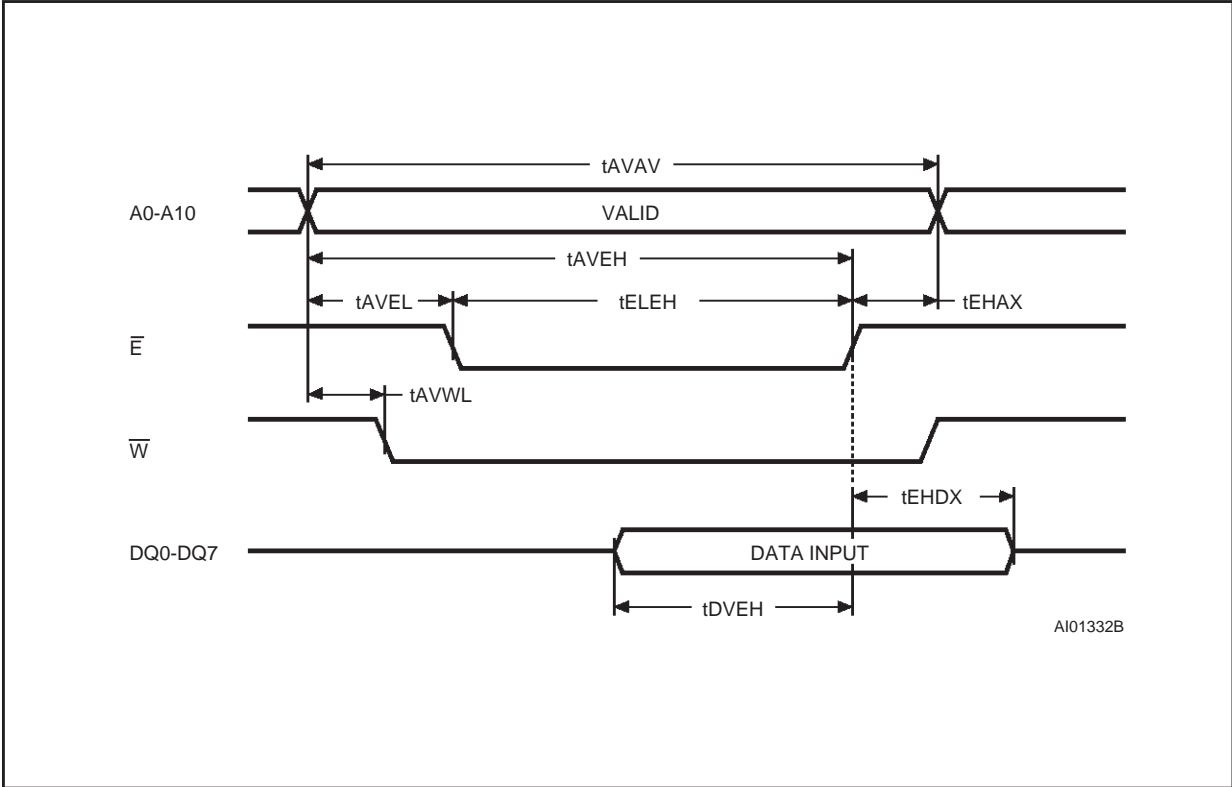 tAVAV
A0-A10
VALID
tAVEH
tAVEL
tELEH
tEHAX
E̅
tAVWL
W̅
tEHDX
DQ0-DQ7
DATA INPUT
tDVEH
AI01332B